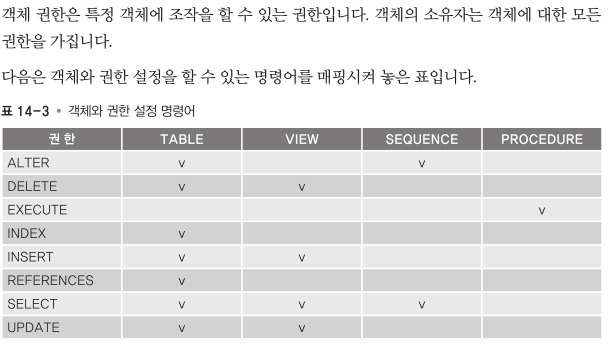 객체 권한은 특정 객체에 조작을 할 수 있는 권한입니다. 객체의 소유자는 객체에 대한 모든
권한을 가집니다.
다음은 객체와 권한 설정을 할 수 있는 명령어를 매핑시켜 놓은 표입니다.
표 14-3 • 객체와 권한 설정 명령어
권 한 TABLE VIEW SEQUENCE PROCEDURE
ALTER v v
DELETE v v
EXECUTE v
INDEX v
INSERT v v
REFERENCES v
SELECT v v v
UPDATE v v